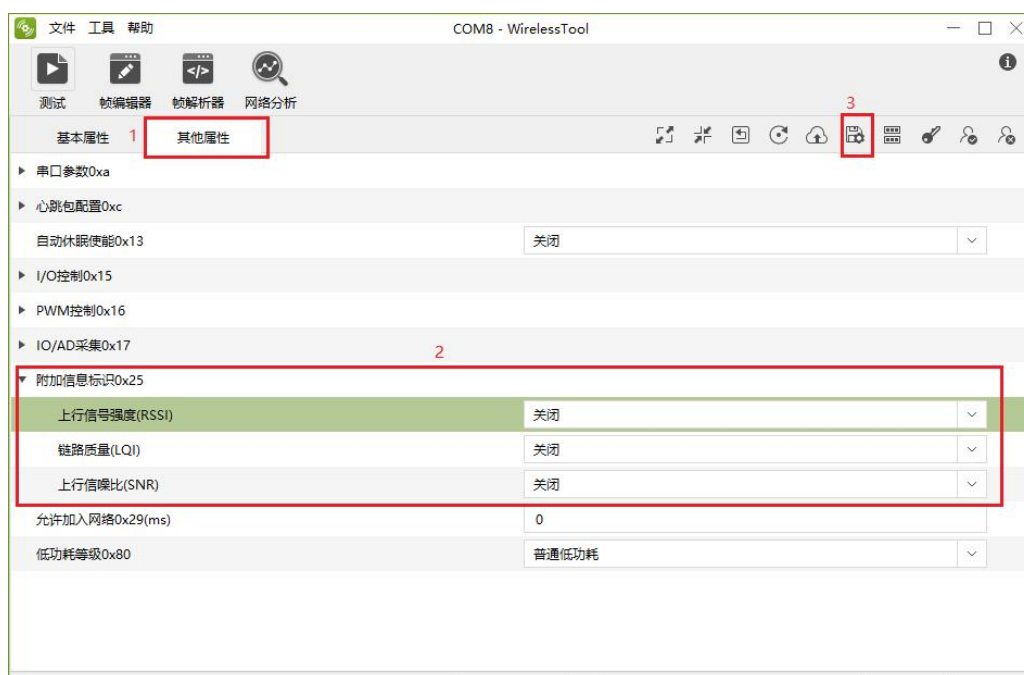 文件 工具 帮助 COM8 - WirelessTool
测试 帧编辑器 帧解析器 网络分析
3
基本属性 1 其他属性
串口参数0xa
心跳包配置0xc
自动休眠使能0x13 关闭
I/O控制0x15
PWM控制0x16
IO/AD采集0x17
2
附加信息标识0x25
上行信号强度(RSSI) 关闭
链路质量(LQI) 关闭
上行信噪比(SNR) 关闭
允许加入网络0x29(ms) 0
低功耗等级0x80 普通低功耗